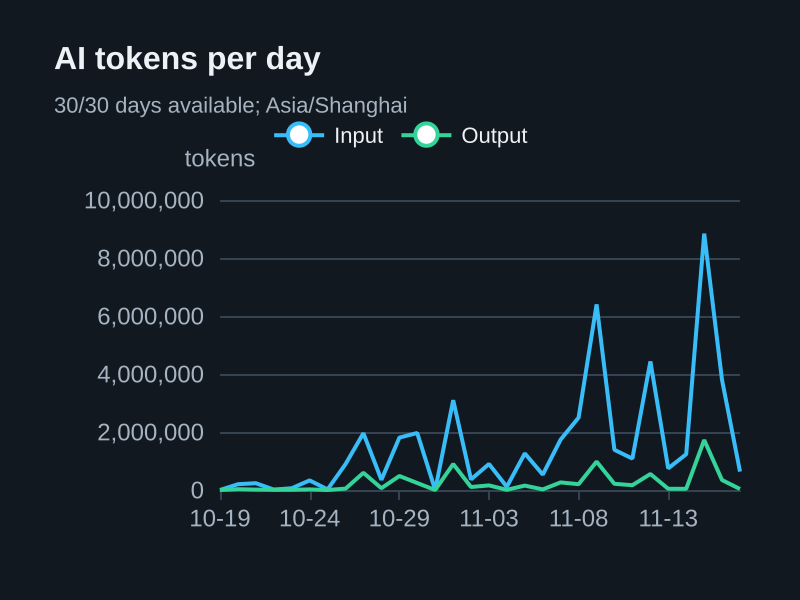 AI tokens per day
30/30 days available; Asia/Shanghai
Input Output
tokens
10,000,000
8,000,000
6,000,000
4,000,000
2,000,000
0
10-19 10-24 10-29 11-03 11-08 11-13